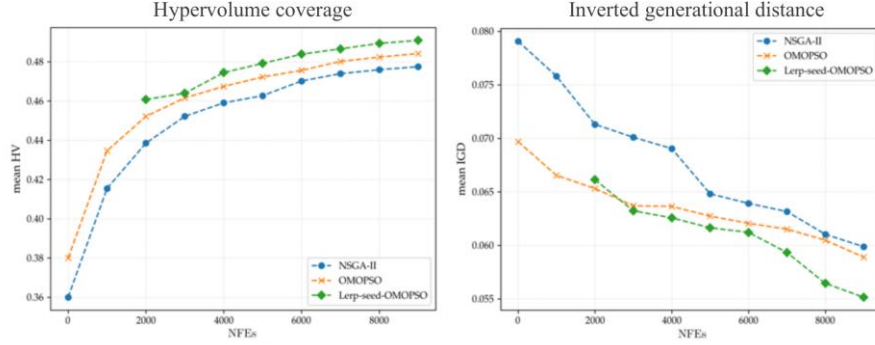 Hypervolume coverage
0.48
0.46
0.44
0.42
0.40
0.38
0.36
mean HV
NSGA-II
OMOPSO
Lerp-seed-OMOPSO
0
2000
4000
6000
8000
NFEs
Inverted generational distance
0.080
0.075
0.070
0.065
0.060
0.055
mean IGD
NSGA-II
OMOPSO
Lerp-seed-OMOPSO
0
2000
4000
6000
8000
NFEs